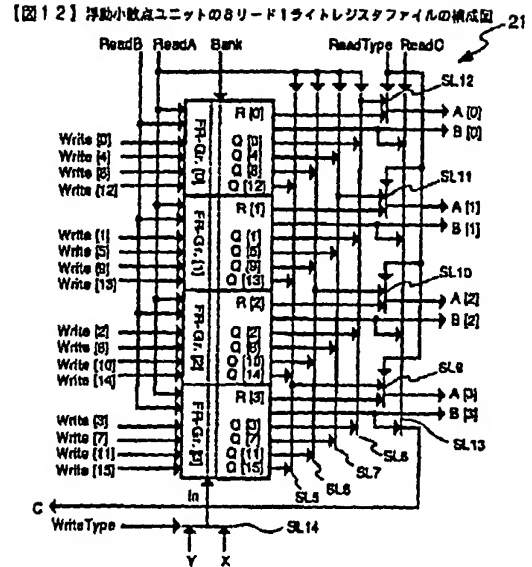 【図12】 浮動小数点ユニットの8リード1ライトレジスタファイルの構成図
21
ReadB ReadA Bank ReadType ReadC
SL12
R [0]
A [0]
B [0]
FR-Gr. [0]
Write [0] Q [0]
Write [4] Q [4]
Write [8] Q [8]
Write [12] Q [12]
SL11
R [1]
A [1]
B [1]
FR-Gr. [1]
Write [1] Q [1]
Write [5] Q [5]
Write [9] Q [9]
Write [13] Q [13]
SL10
R [2]
A [2]
B [2]
FR-Gr. [2]
Write [2] Q [2]
Write [6] Q [6]
Write [10] Q [10]
Write [14] Q [14]
SL9
R [3]
A [3]
B [3]
FR-Gr. [3]
Write [3] Q [3]
Write [7] Q [7]
Write [11] Q [11]
Write [15] Q [15]
SL13
SL8
SL7
SL6
SL5
In
C
WriteType
SL14
Y X